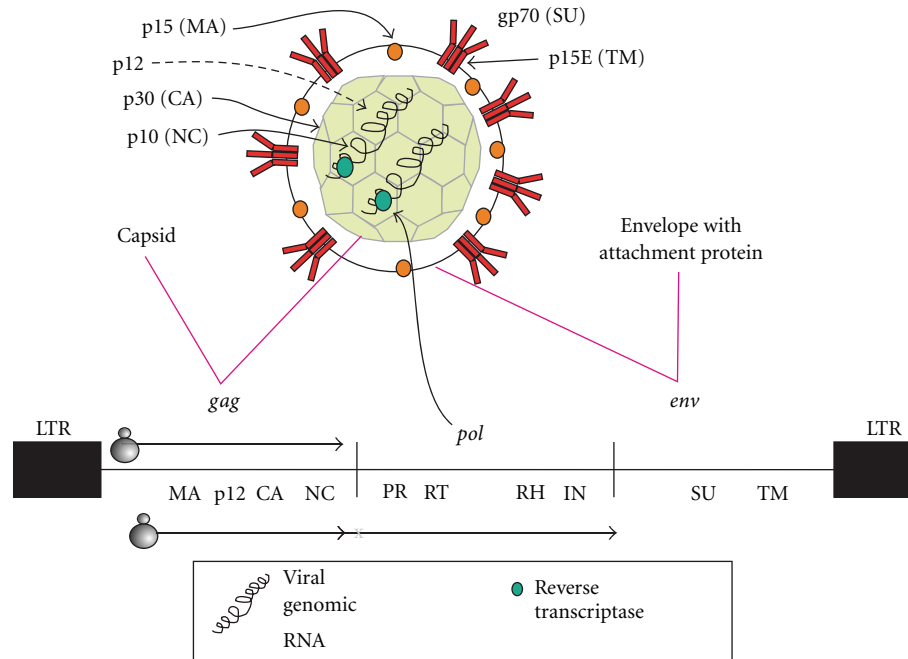 gp70 (SU)
p15 (MA)
p15E (TM)
p12
p30 (CA)
p10 (NC)
Capsid
Envelope with
attachment protein
gag
env
pol
LTR
LTR
MA p12 CA NC PR RT RH IN SU TM
x
Viral
genomic
RNA
Reverse
transcriptase